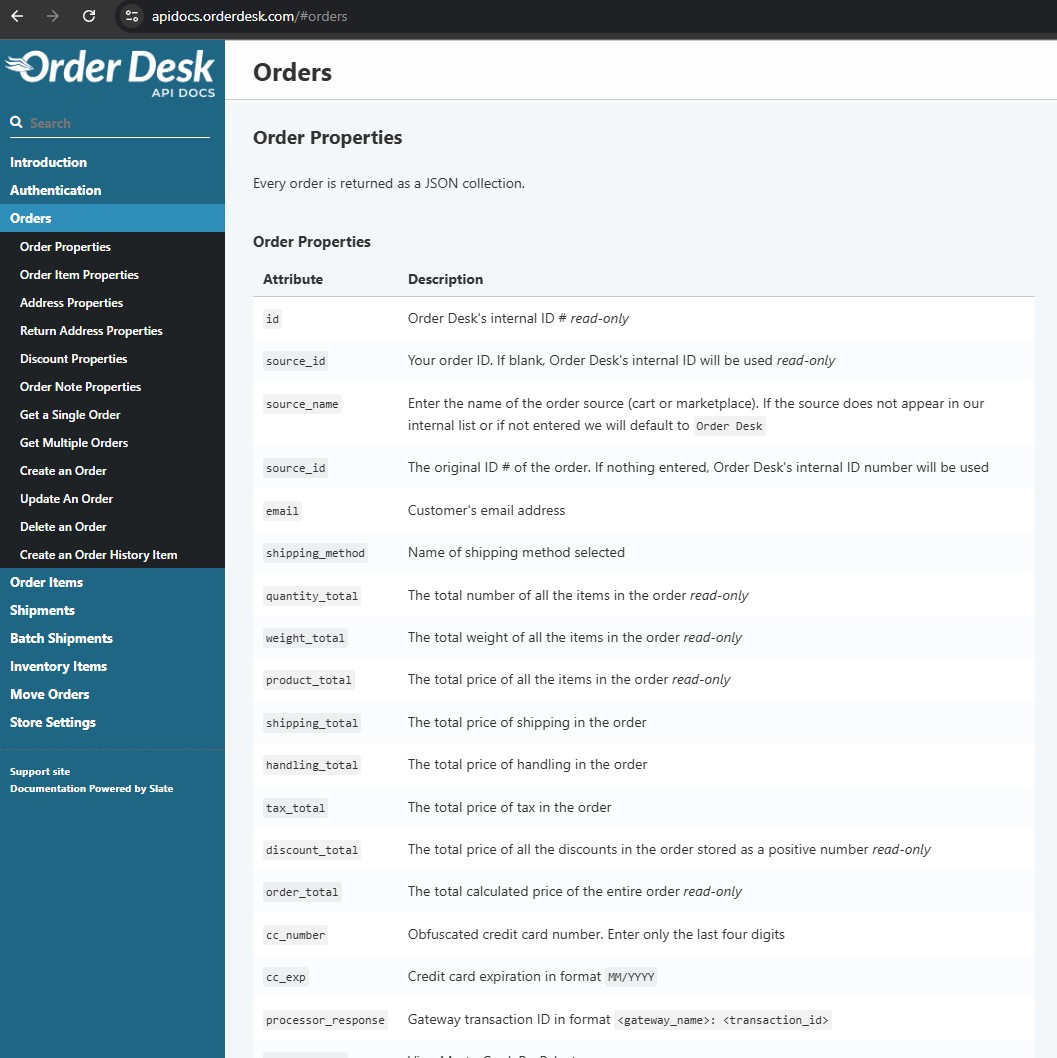 apidocs.orderdesk.com/#orders
Order Desk
API DOCS
Search
Introduction
Authentication
Orders
Order Properties
Order Item Properties
Address Properties
Return Address Properties
Discount Properties
Order Note Properties
Get a Single Order
Get Multiple Orders
Create an Order
Update An Order
Delete an Order
Create an Order History Item
Order Items
Shipments
Batch Shipments
Inventory Items
Move Orders
Store Settings
Support site
Documentation Powered by Slate
Orders
Order Properties
Every order is returned as a JSON collection.
Order Properties
Attribute Description
id Order Desk's internal ID # read-only
source_id Your order ID. If blank, Order Desk's internal ID will be used read-only
source_name Enter the name of the order source (cart or marketplace). If the source does not appear in our
internal list or if not entered we will default to Order Desk
source_id The original ID # of the order. If nothing entered, Order Desk's internal ID number will be used
email Customer's email address
shipping_method Name of shipping method selected
quantity_total The total number of all the items in the order read-only
weight_total The total weight of all the items in the order read-only
product_total The total price of all the items in the order read-only
shipping_total The total price of shipping in the order
handling_total The total price of handling in the order
tax_total The total price of tax in the order
discount_total The total price of all the discounts in the order stored as a positive number read-only
order_total The total calculated price of the entire order read-only
cc_number Obfuscated credit card number. Enter only the last four digits
cc_exp Credit card expiration in format MM/YYYY
processor_response Gateway transaction ID in format <gateway_name>: <transaction_id>